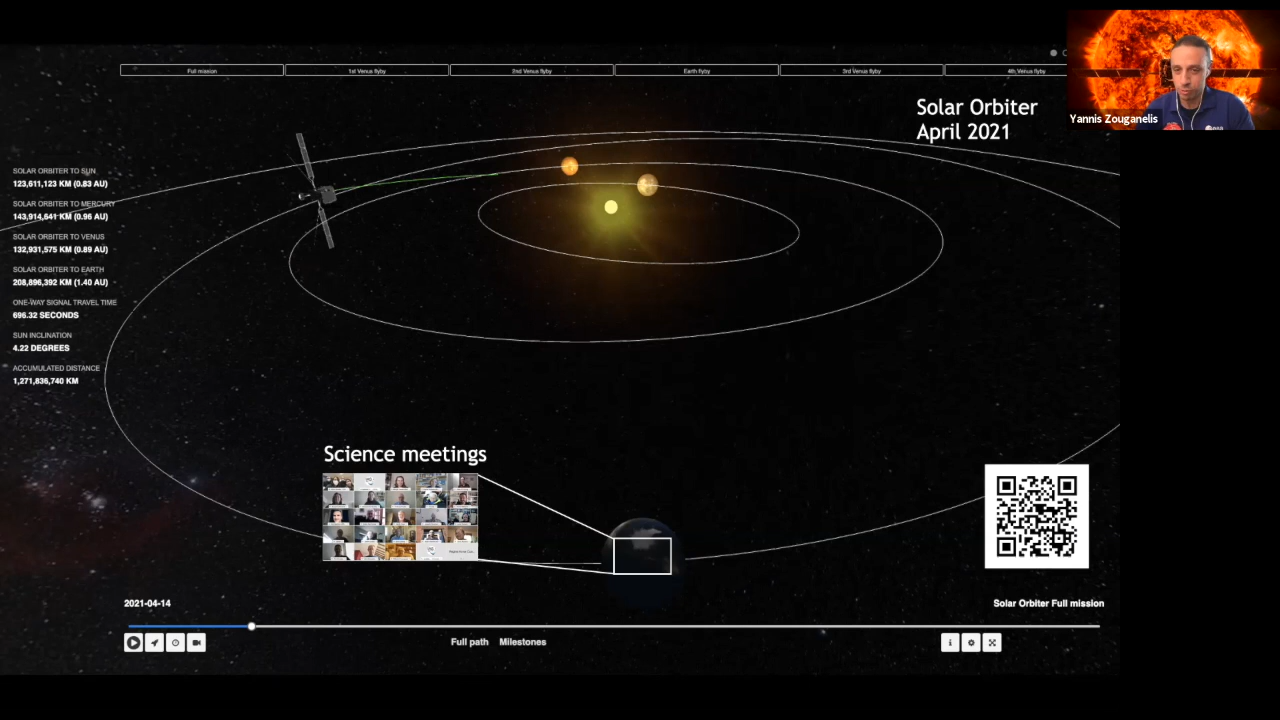 Full mission
1st Venus flyby
2nd Venus flyby
Earth flyby
3rd Venus flyby
4th Venus flyby
Yannis Zouganelis
Solar Orbiter
April 2021
SOLAR ORBITER TO SUN
123,611,123 KM (0.83 AU)
SOLAR ORBITER TO MERCURY
143,914,641 KM (0.96 AU)
SOLAR ORBITER TO VENUS
132,931,575 KM (0.89 AU)
SOLAR ORBITER TO EARTH
208,896,392 KM (1.40 AU)
ONE-WAY SIGNAL TRAVEL TIME
696.32 SECONDS
SUN INCLINATION
4.22 DEGREES
ACCUMULATED DISTANCE
1,271,836,740 KM
Science meetings
2021-04-14
Solar Orbiter Full mission
Full path Milestones